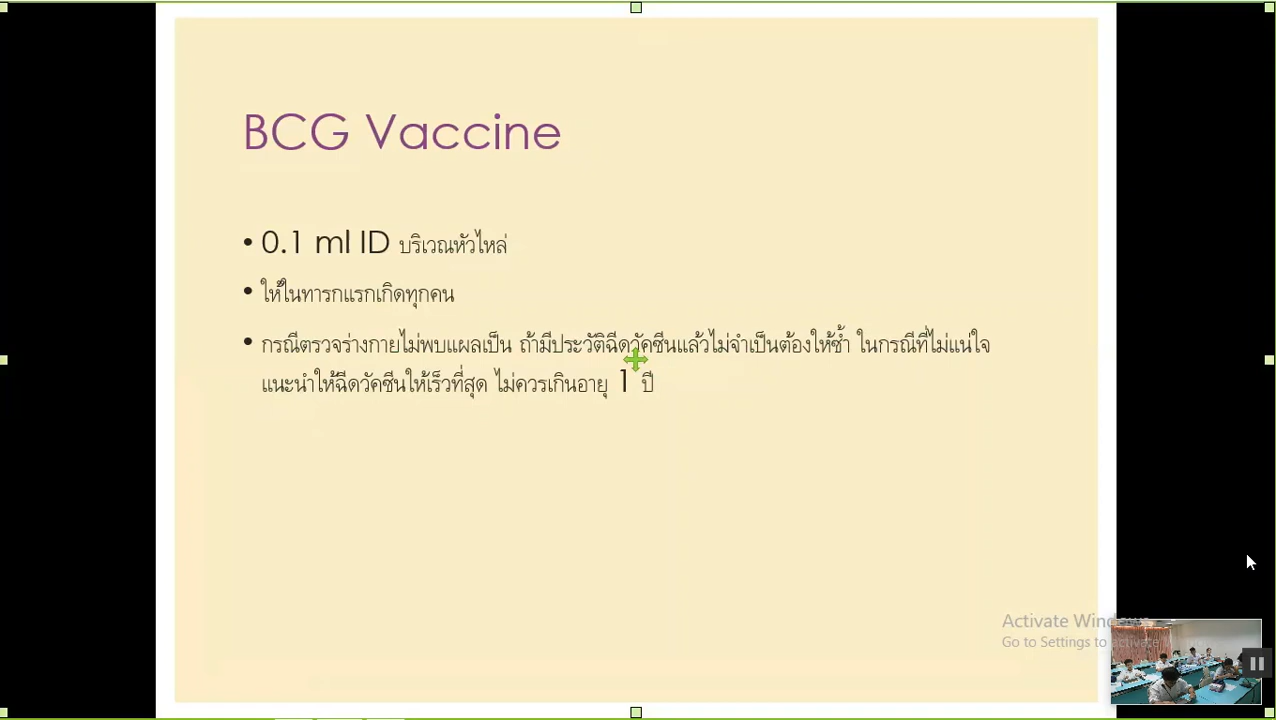 BCG Vaccine
• 0.1 ml ID บริเวณหัวไหล่
• ให้ในทารกแรกเกิดทุกคน
• กรณีตรวจร่างกายไม่พบแผลเป็น ถ้ามีประวัติฉีดวัคซีนแล้วไม่จำเป็นต้องให้ซ้ำ ในกรณีที่ไม่แน่ใจ
แนะนำให้ฉีดวัคซีนให้เร็วที่สุด ไม่ควรเกินอายุ 1 ปี
Activate Windows
Go to Settings to activate